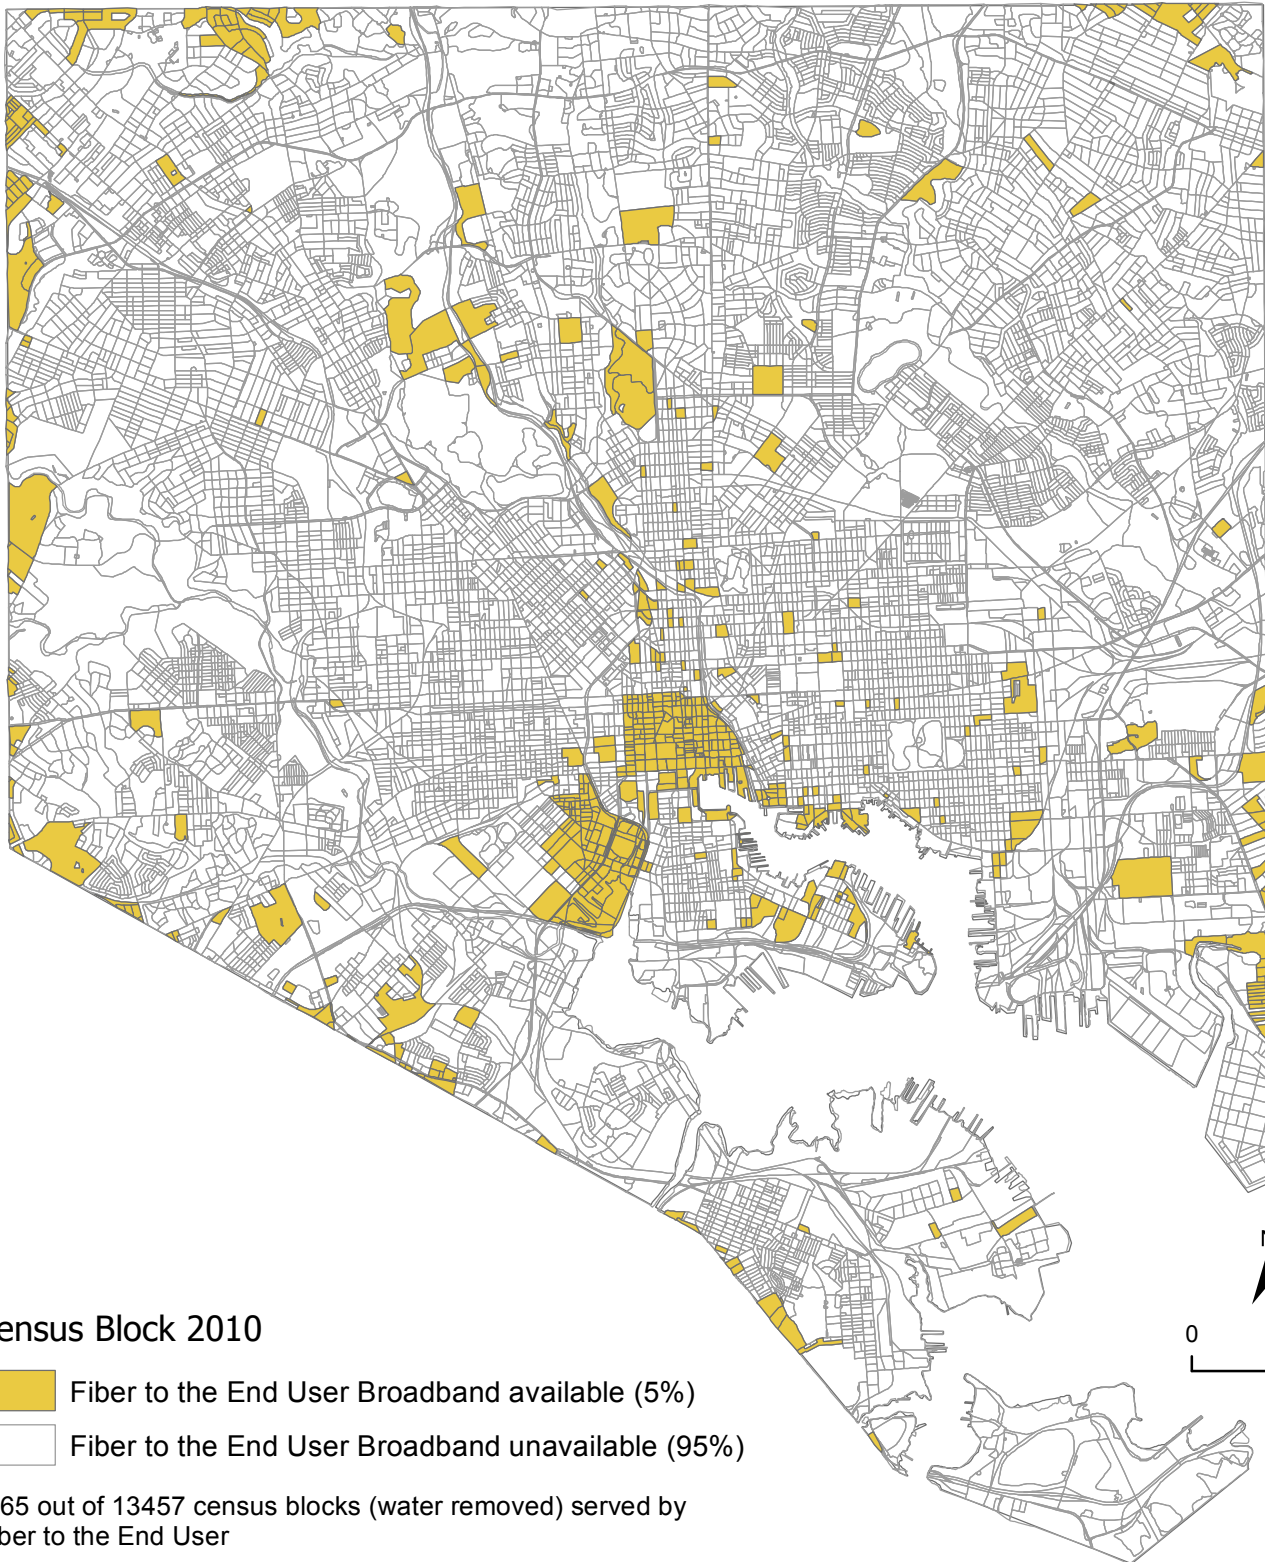 N
0
ensus Block 2010
Fiber to the End User Broadband available (5%)
Fiber to the End User Broadband unavailable (95%)
65 out of 13457 census blocks (water removed) served by
ber to the End User